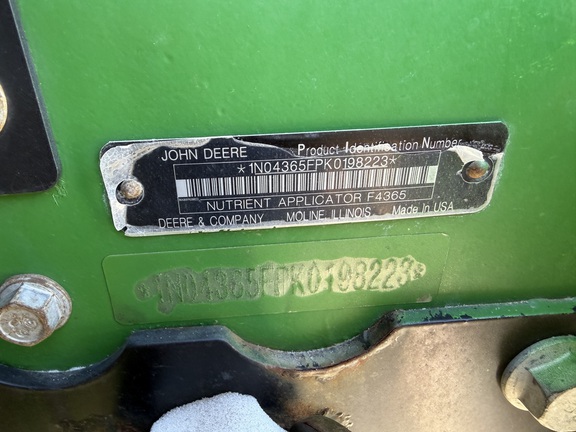 JOHN DEERE Product Identification Number
*1N04365FPK0198223*
NUTRIENT APPLICATOR F4365
DEERE & COMPANY MOLINE, ILLINOIS Made In USA
*1N04365FPK0198223*